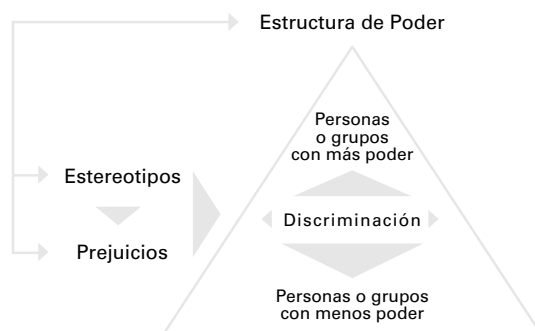 Estructura de Poder
Personas
o grupos
con más poder
Estereotipos
Discriminación
Prejuicios
Personas o grupos
con menos poder